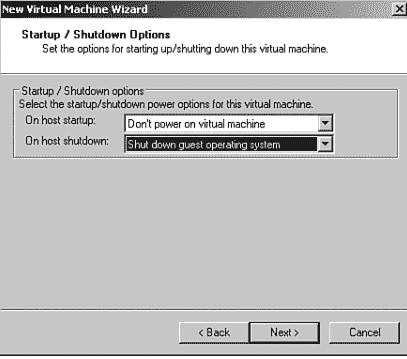 New Virtual Machine Wizard
Startup / Shutdown Options
Set the options for starting up/shutting down this virtual machine.
Startup / Shutdown options
Select the startup/shutdown power options for this virtual machine.
On host startup: Don't power on virtual machine
On host shutdown: Shut down guest operating system
< Back Next > Cancel